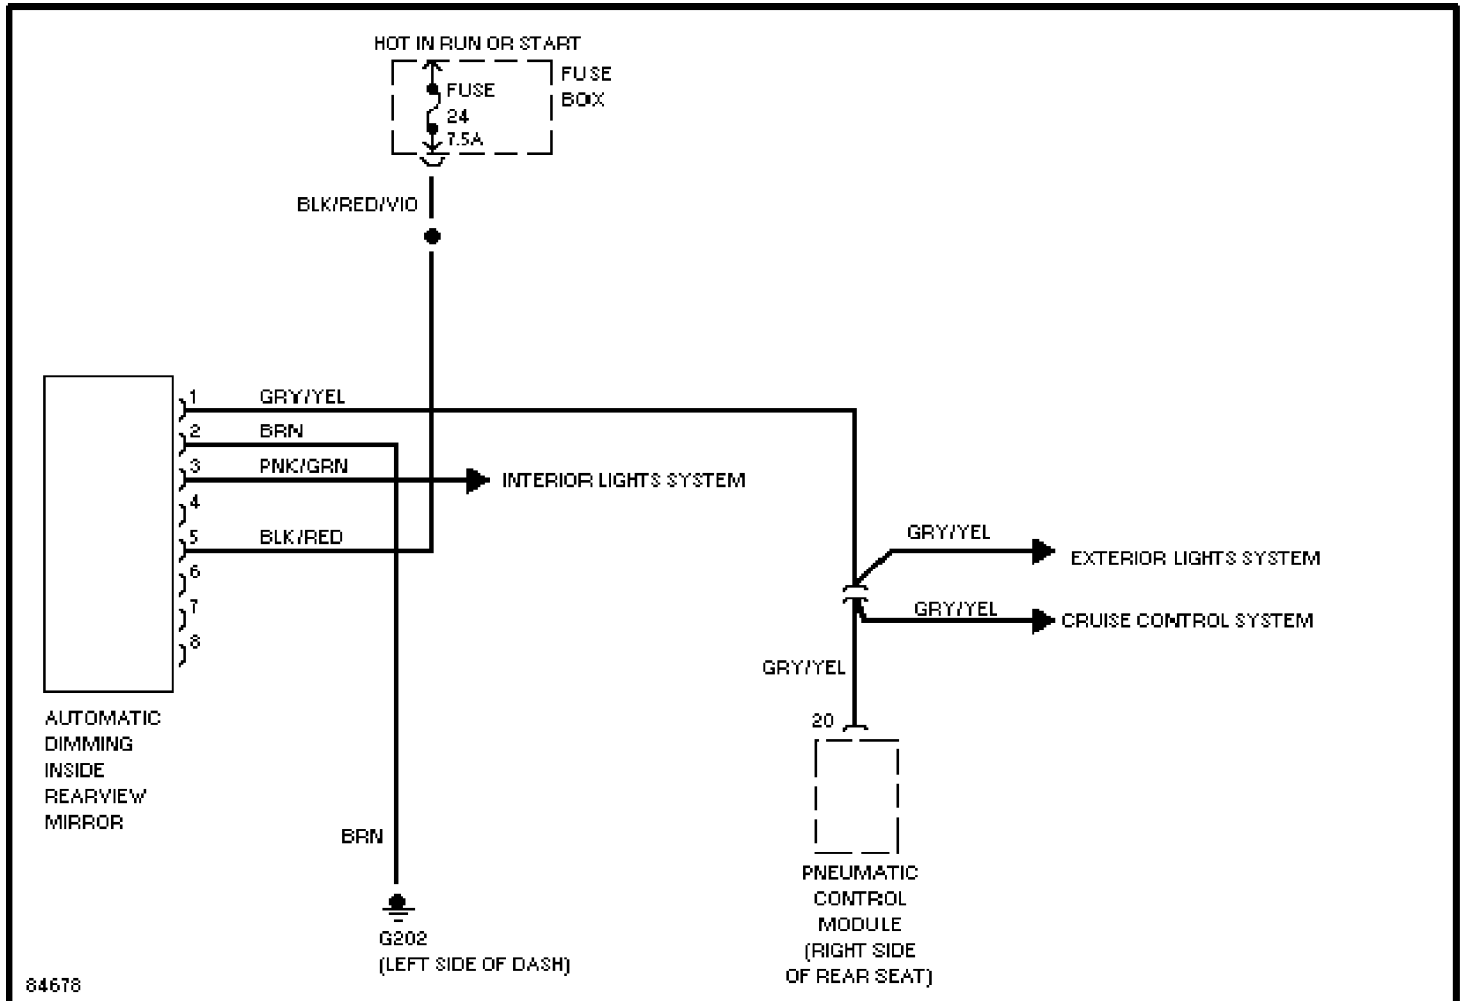 HOT IN RUN OR START
FUSE
24
7.5A
FUSE
BOX
BLK/RED/VIO
1 GRY/YEL
2 BRN
3 PNK/GRN
INTERIOR LIGHTS SYSTEM
4
5 BLK/RED
6
7
8
GRY/YEL
EXTERIOR LIGHTS SYSTEM
GRY/YEL
CRUISE CONTROL SYSTEM
GRY/YEL
20
AUTOMATIC
DIMMING
INSIDE
REARVIEW
MIRROR
BRN
G202
(LEFT SIDE OF DASH)
PNEUMATIC
CONTROL
MODULE
(RIGHT SIDE
OF REAR SEAT)
84678